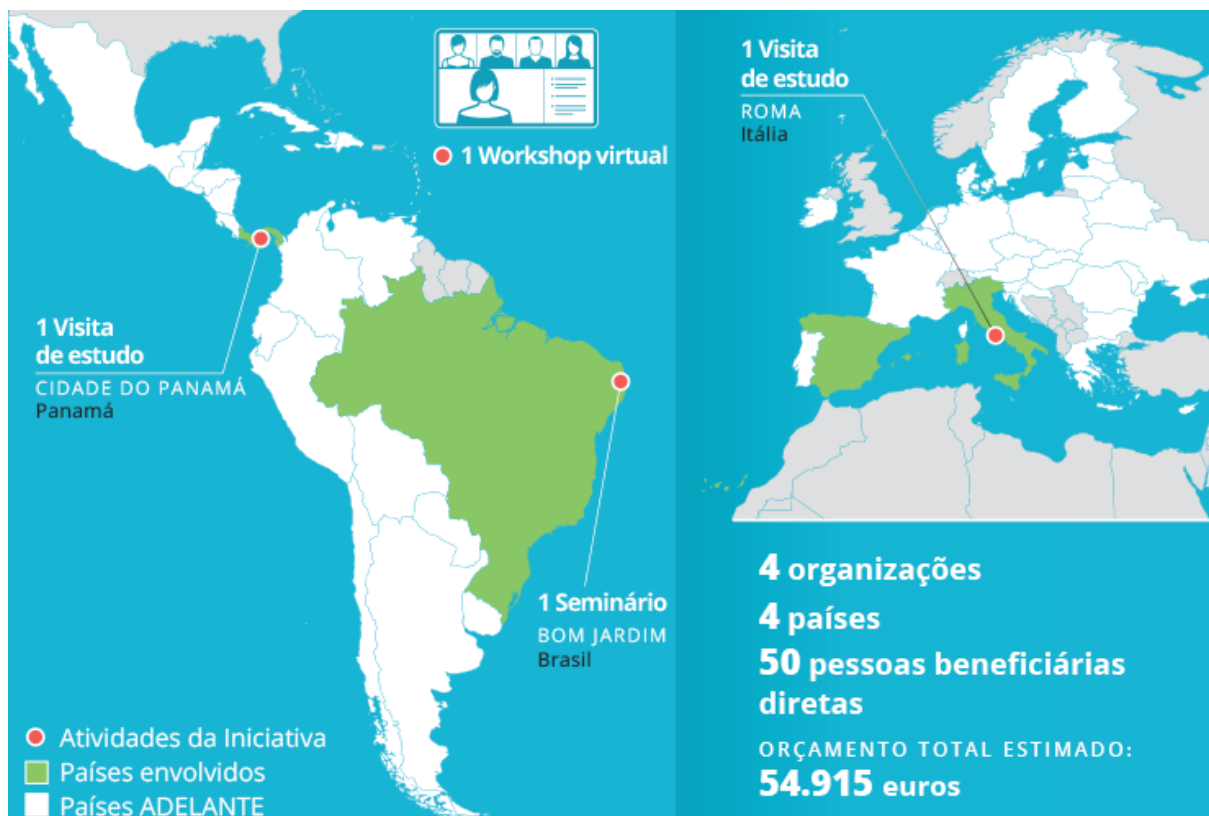 1 Workshop virtual
1 Visita
de estudo
CIDADE DO PANAMÁ
Panamá
1 Seminário
BOM JARDIM
Brasil
Atividades da Iniciativa
Países envolvidos
Países ADELANTE
1 Visita
de estudo
ROMA
Itália
4 organizações
4 países
50 pessoas beneficiárias
diretas
ORÇAMENTO TOTAL ESTIMADO:
54.915 euros